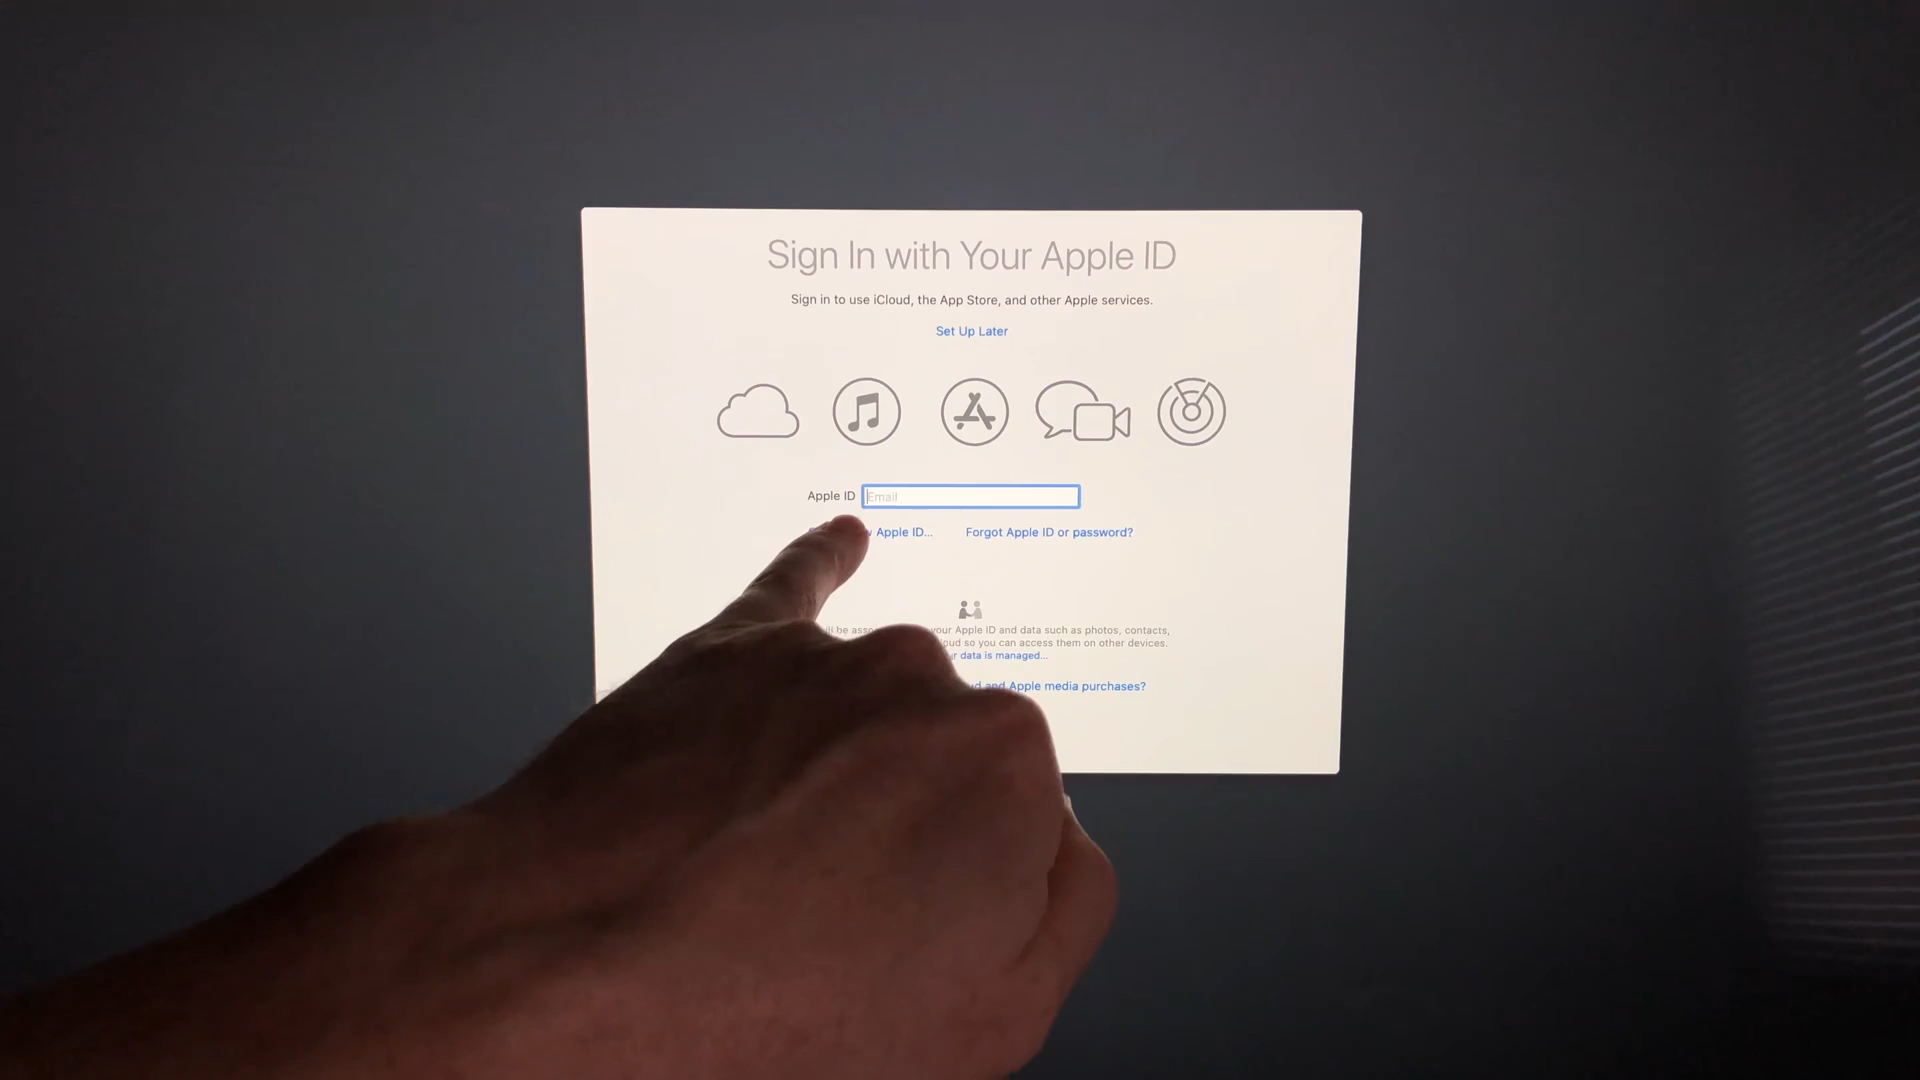 Sign In with Your Apple ID
Sign in to use iCloud, the App Store, and other Apple services.
Set Up Later
Apple ID
Email
Apple ID... Forgot Apple ID or password?
be your Apple ID and data such as photos, contacts,
so you can access them on other devices.
data is managed...
and Apple media purchases?